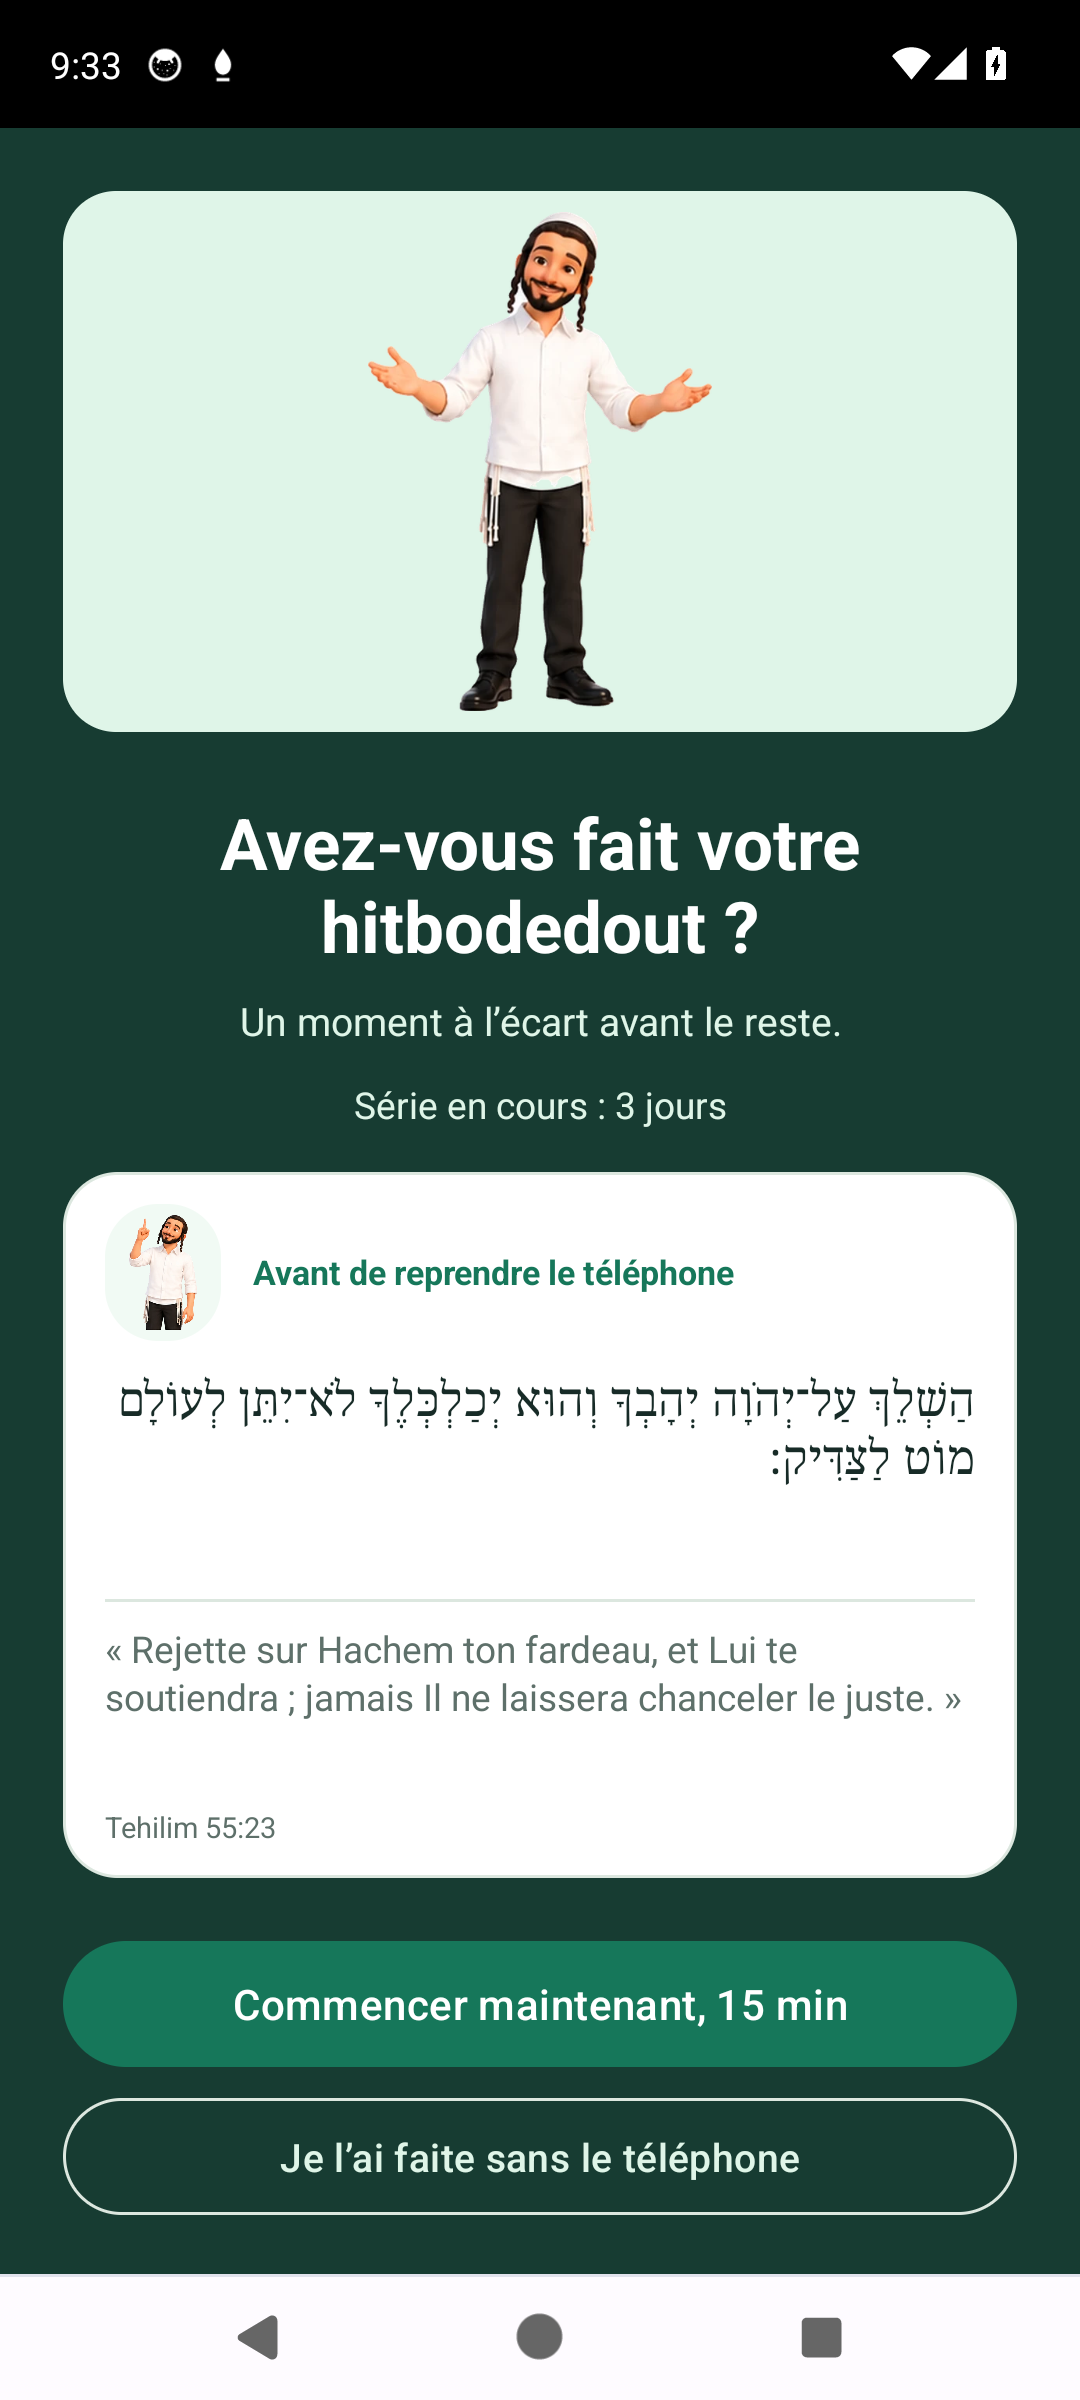 9:33
Avez-vous fait votre
hitbodedout ?
Un moment à l’écart avant le reste.
Série en cours : 3 jours
Avant de reprendre le téléphone
הַשְׁלֵךְ עַל־יְהֹוָה יְהָבְךָ וְהוּא יְכַלְכְּלֶךָ לֹא־יִתֵּן לְעוֹלָם
מוֹט לַצַּדִּיק׃
« Rejette sur Hachem ton fardeau, et Lui te
soutiendra ; jamais Il ne laissera chanceler le juste. »
Tehilim 55:23
Commencer maintenant, 15 min
Je l’ai faite sans le téléphone